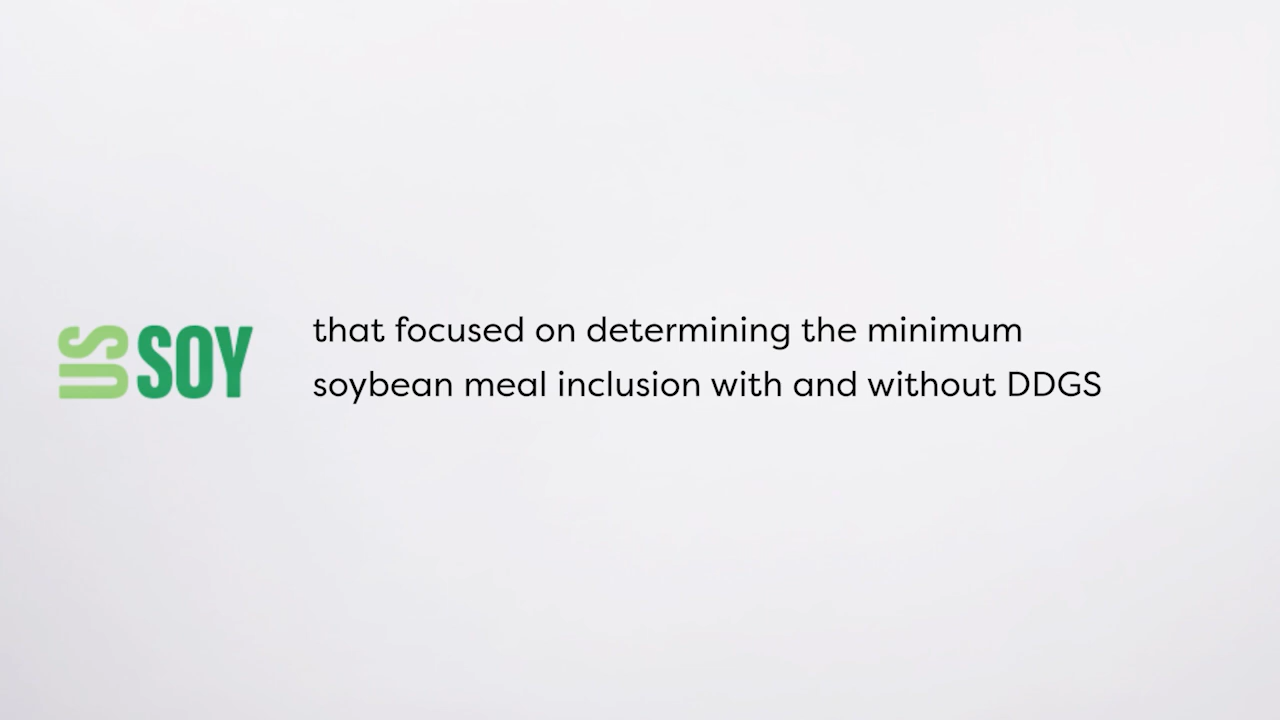 US SOY
that focused on determining the minimum
soybean meal inclusion with and without DDGS